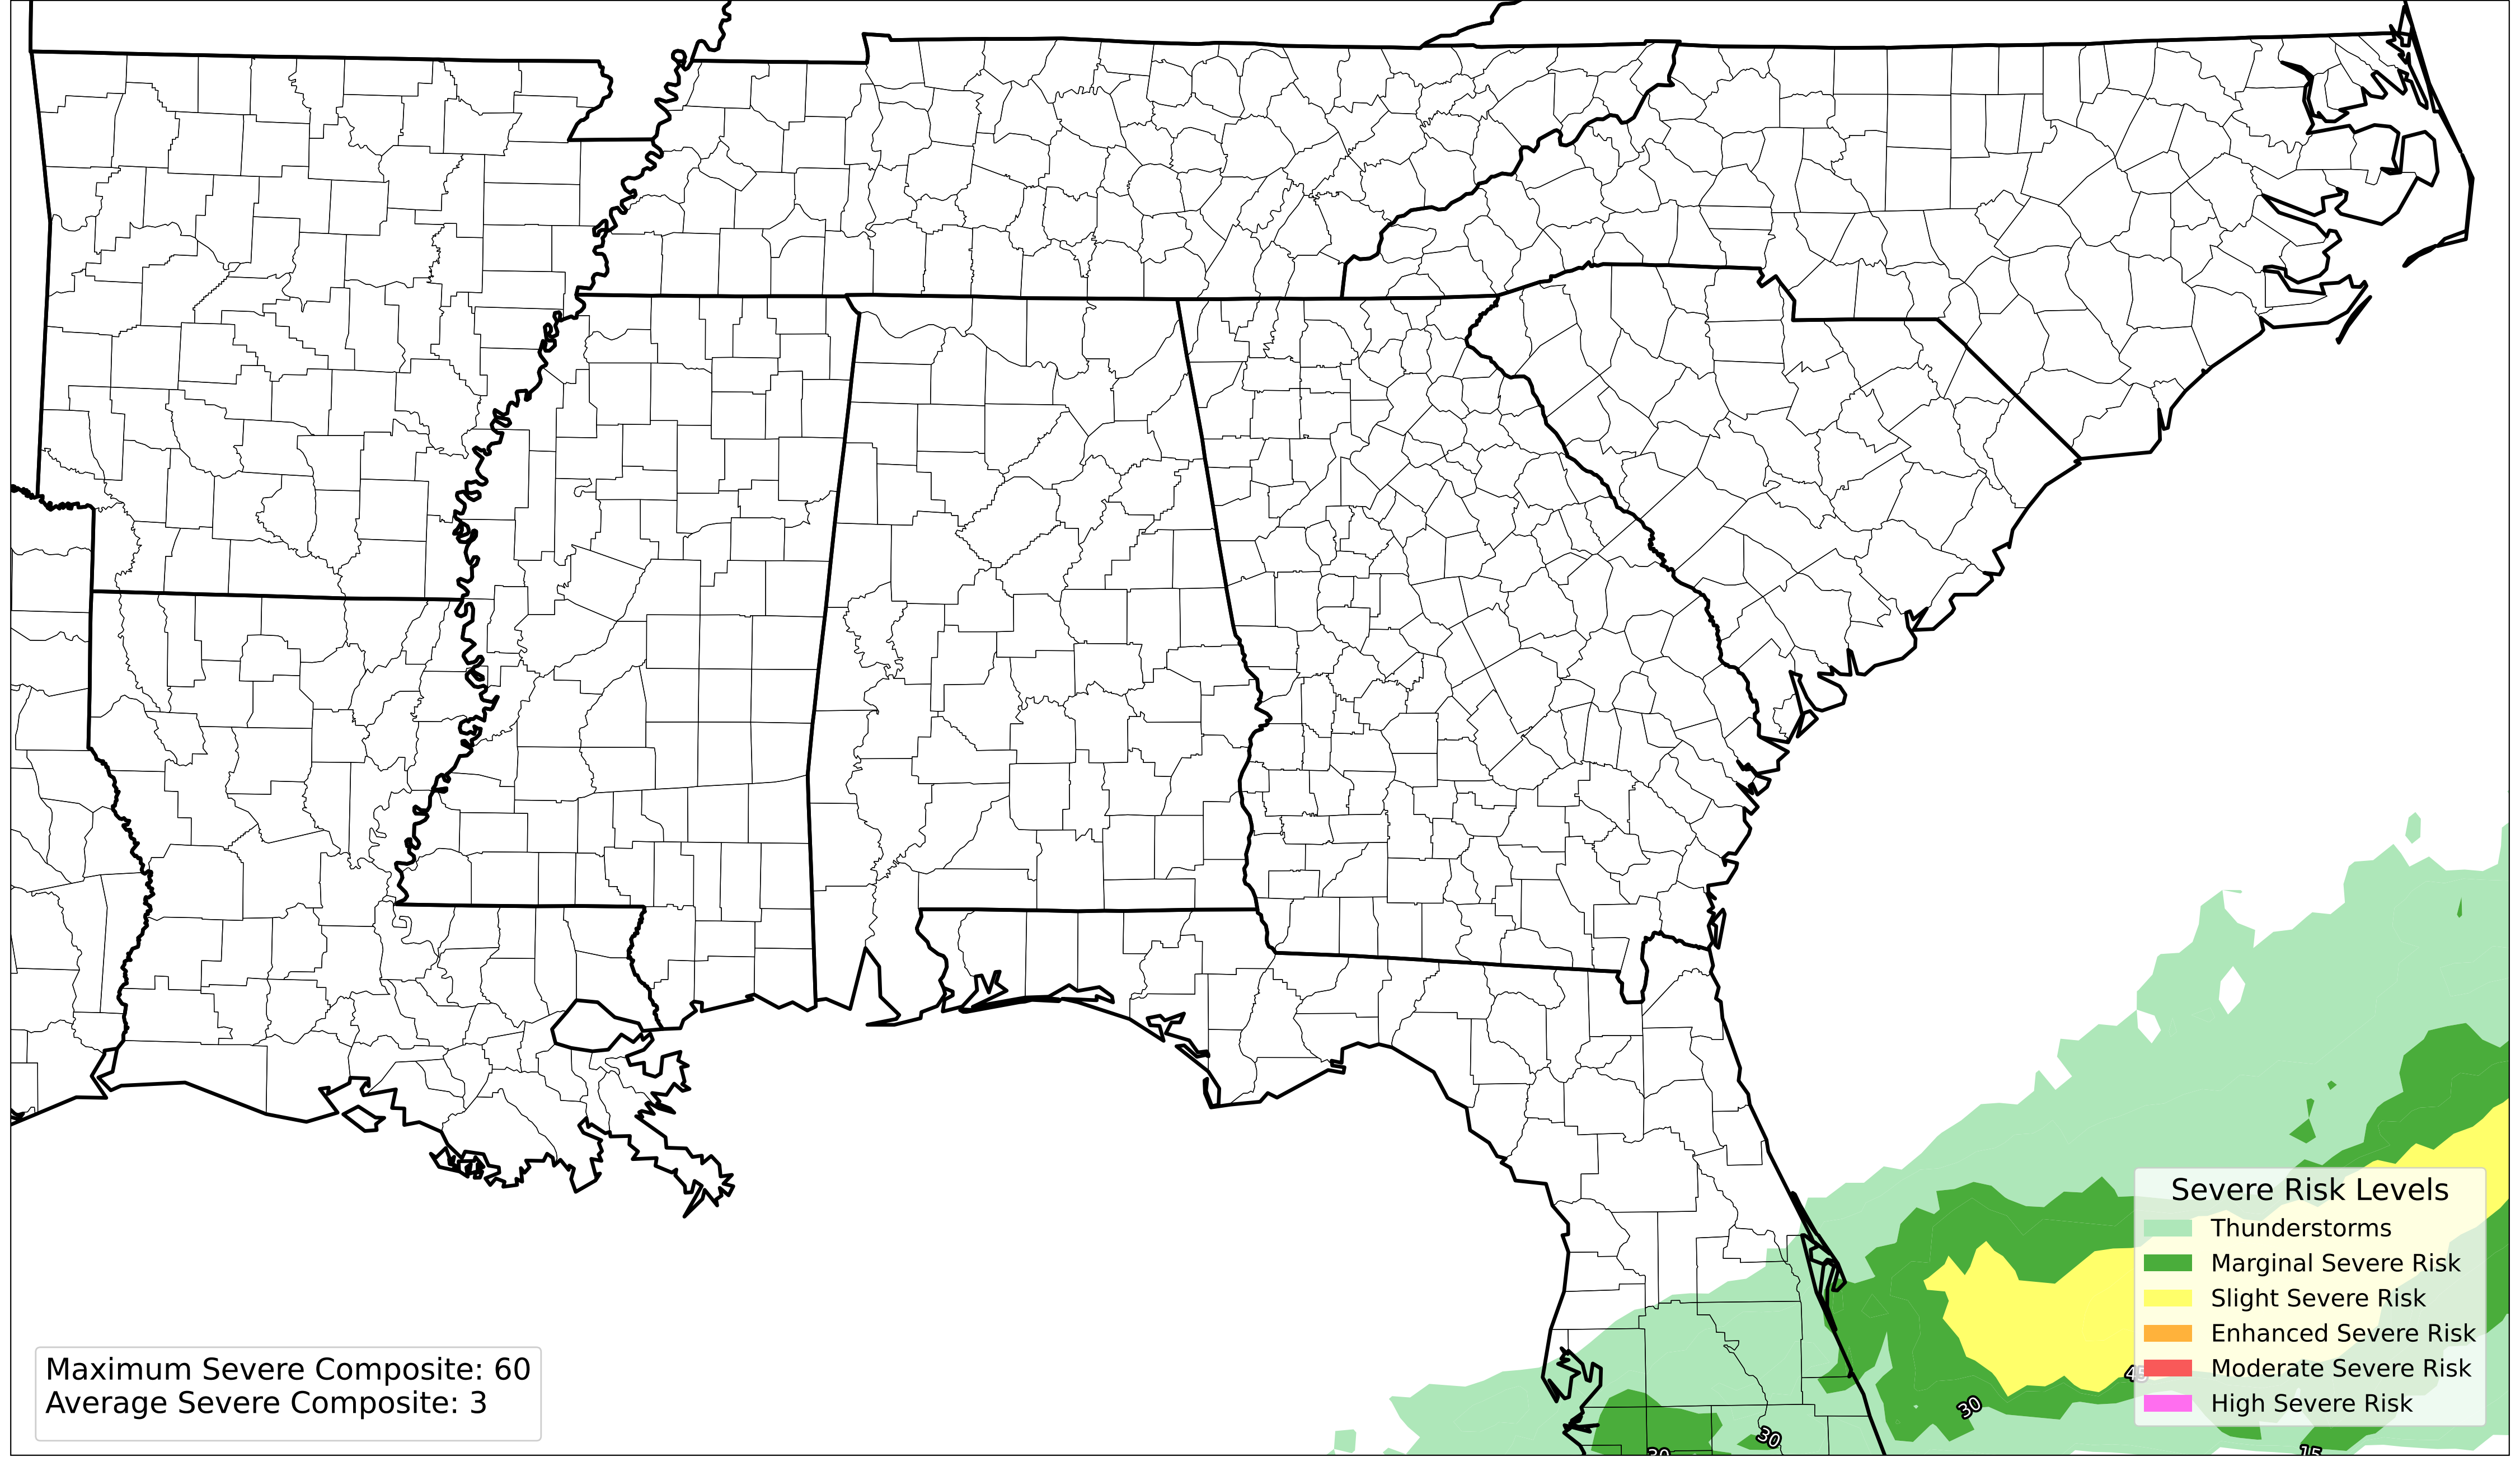 Severe Risk Levels
Thunderstorms
Marginal Severe Risk
Slight Severe Risk
Enhanced Severe Risk
Moderate Severe Risk
High Severe Risk
Maximum Severe Composite: 60
Average Severe Composite: 3
30
30
15